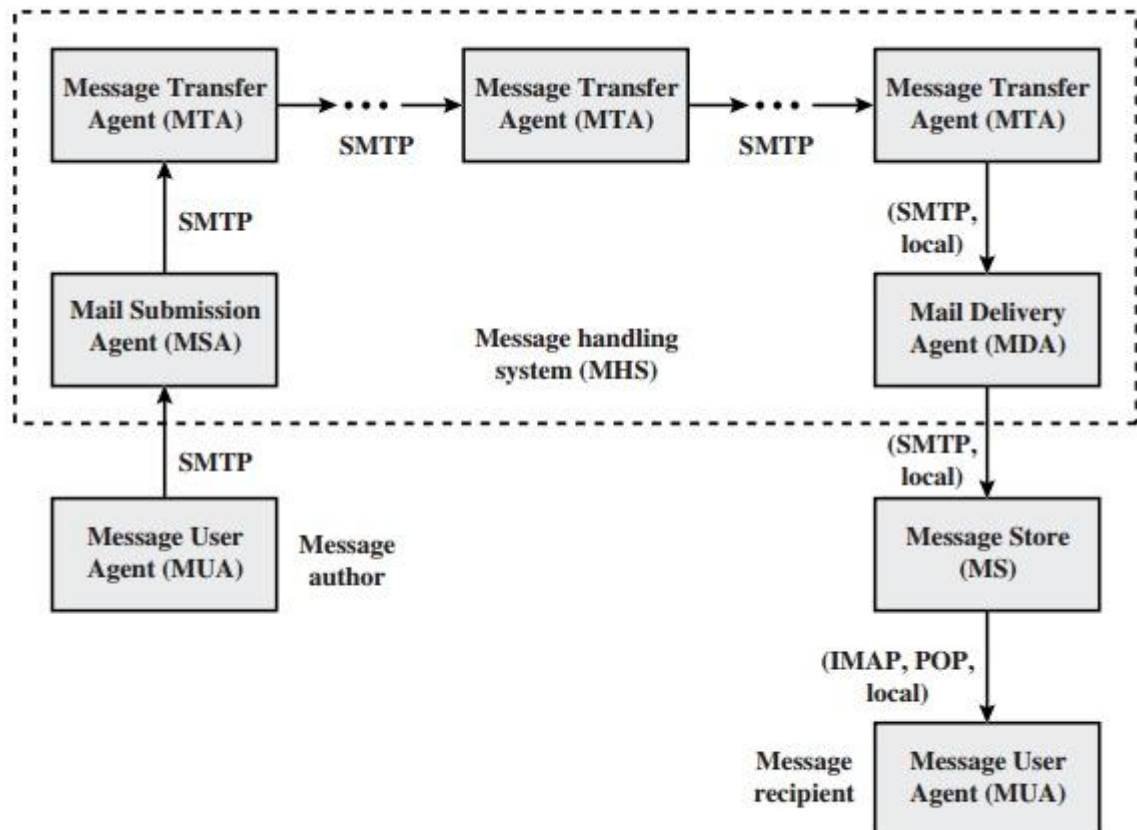 Message Transfer
Agent (MTA)
SMTP
Message Transfer
Agent (MTA)
SMTP
Message Transfer
Agent (MTA)
SMTP
(SMTP,
local)
Mail Submission
Agent (MSA)
Message handling
system (MHS)
Mail Delivery
Agent (MDA)
SMTP
(SMTP,
local)
Message User
Agent (MUA)
Message
author
Message Store
(MS)
(IMAP, POP,
local)
Message
recipient
Message User
Agent (MUA)